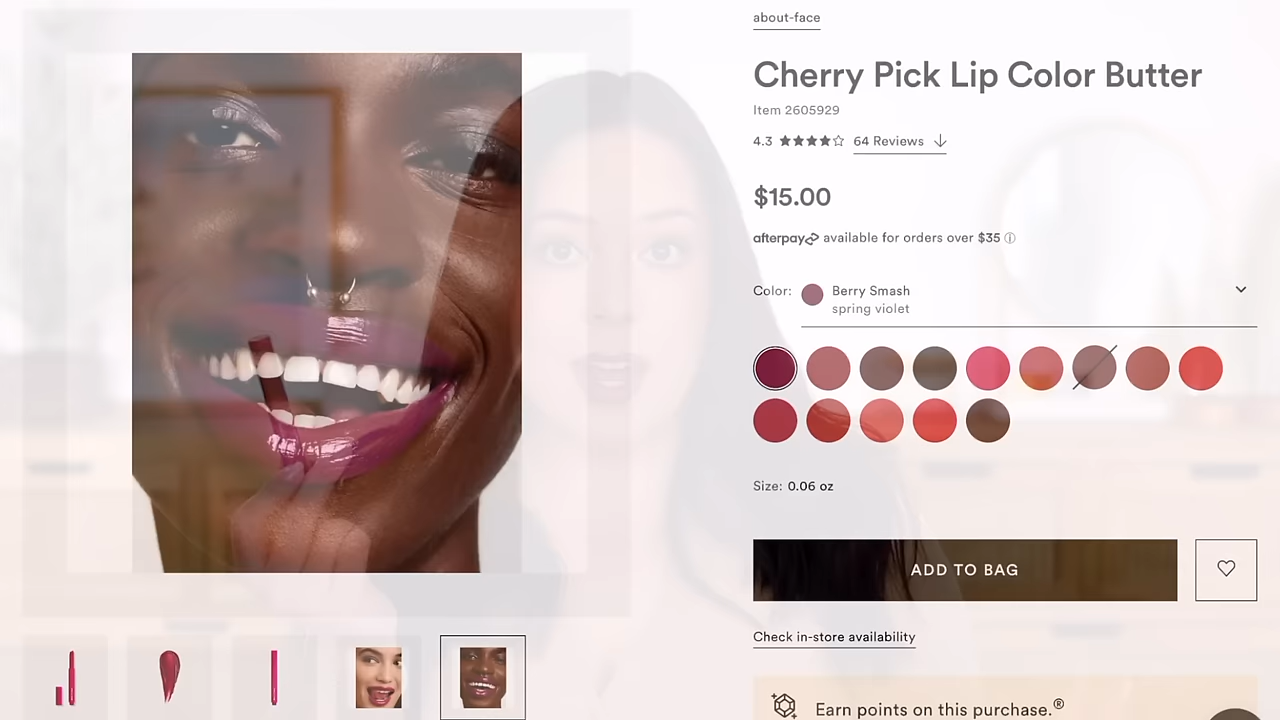 about-face
Cherry Pick Lip Color Butter
Item 2605929
4.3 64 Reviews
$15.00
afterpay available for orders over $35
Color: Berry Smash
spring violet
Size: 0.06 oz
ADD TO BAG
Check in-store availability
Earn points on this purchase.®